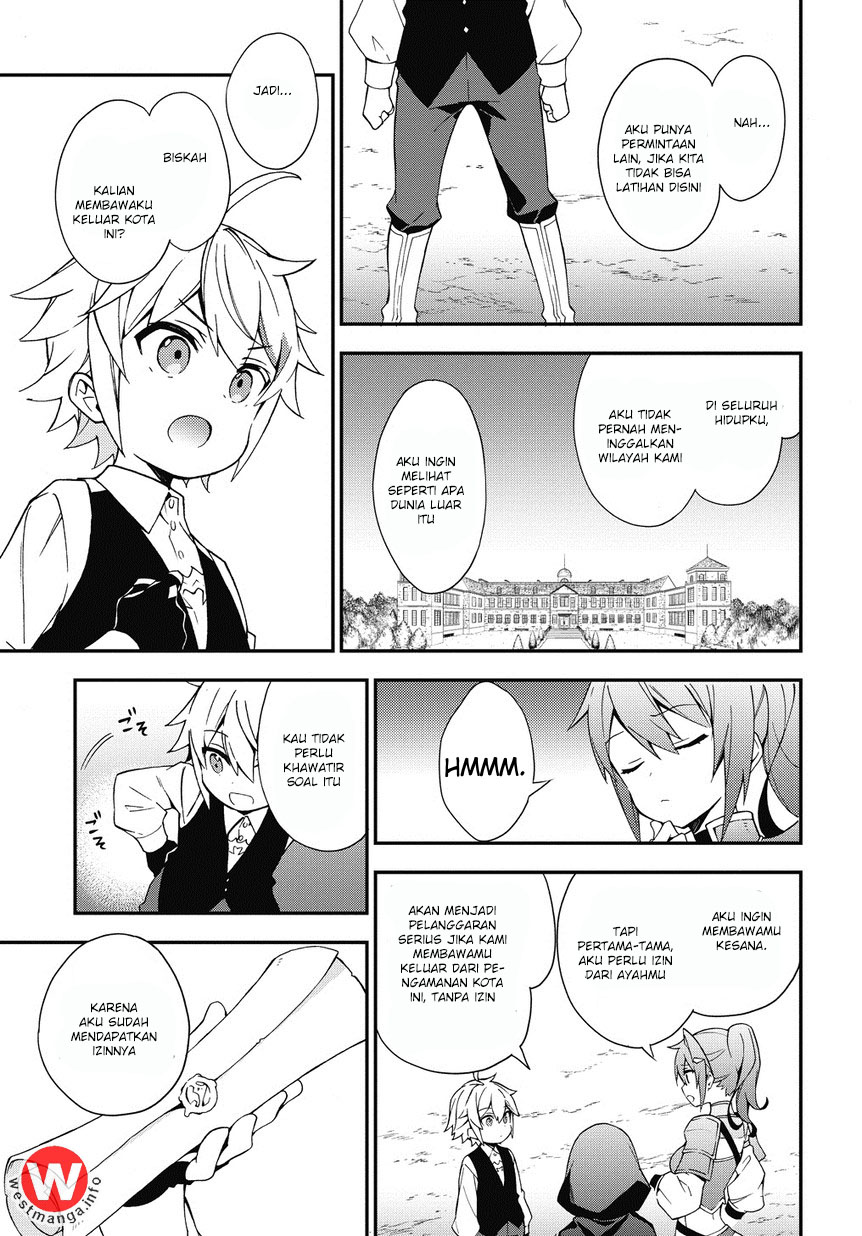 NAH...
AKU PUNYA
PERMINTAAN
LAIN, JIKA KITA
TIDAK BISA
LATIHAN DISINI
JADI...
BISKAH
KALIAN
MEMBAWAKU
KELUAR KOTA
INI?
DI SELURUH
HIDUPKU,
AKU TIDAK
PERNAH MEN-
INGGALKAN
WILAYAH KAMI
AKU INGIN
MELIHAT
SEPERTI APA
DUNIA LUAR
ITU
HMMM.
KAU TIDAK
PERLU
KHAWATIR
SOAL ITU
ごそ
ごそ
AKU INGIN
MEMBAWAMU
KESANA.
TAPI
PERTAMA-TAMA,
AKU PERLU IZIN
DARI AYAHMU
AKAN MENJADI
PELANGGARAN
SERIUS JIKA KAMI
MEMBAWAMU
KELUAR DARI PE-
NGAMANAN KOTA
INI, TANPA IZIN
KARENA
AKU SUDAH
MENDAPATKAN
IZINNYA
W
westmanga.info